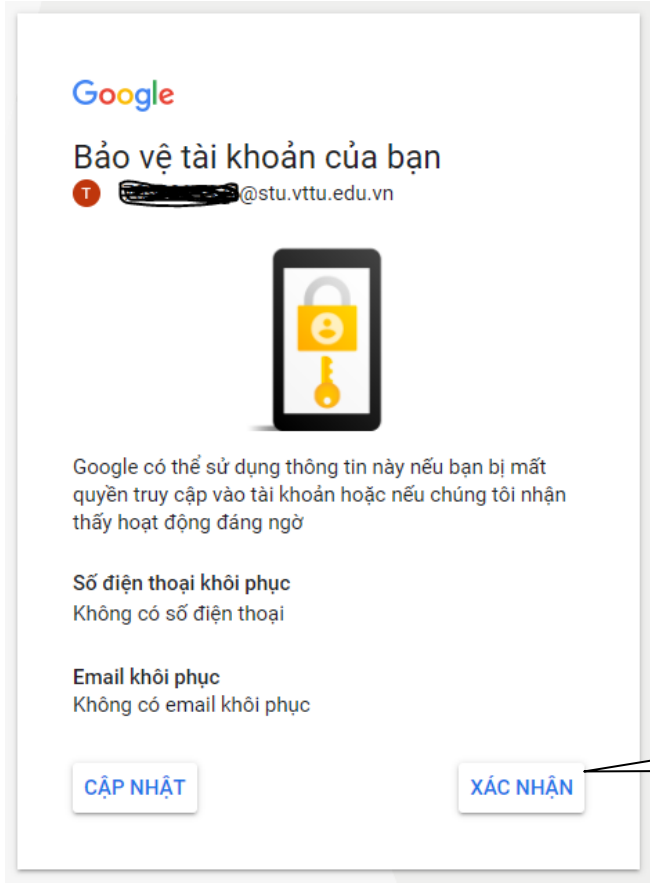 Google
Bảo vệ tài khoản của bạn
T @stu.vttu.edu.vn
Google có thể sử dụng thông tin này nếu bạn bị mất
quyền truy cập vào tài khoản hoặc nếu chúng tôi nhận
thấy hoạt động đáng ngờ
Số điện thoại khôi phục
Không có số điện thoại
Email khôi phục
Không có email khôi phục
CẬP NHẬT XÁC NHẬN